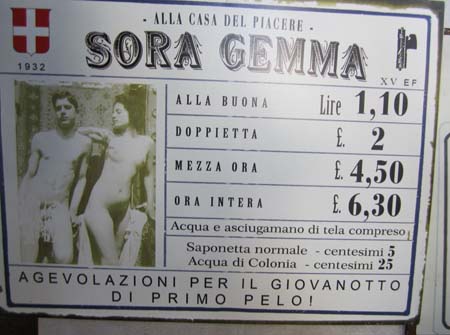 - ALLA CASA DEL PIACERE -
SORA GEMMA
1932
XV EF
ALLA BUONA Lire 1,10
DOPPIETTA £. 2
MEZZA ORA £. 4,50
ORA INTERA £. 6,30
Acqua e asciugamano di tela compreso
Saponetta normale - centesimi 5
Acqua di Colonia - centesimi 25
AGEVOLAZIONI PER IL GIOVANOTTO
DI PRIMO PELO!